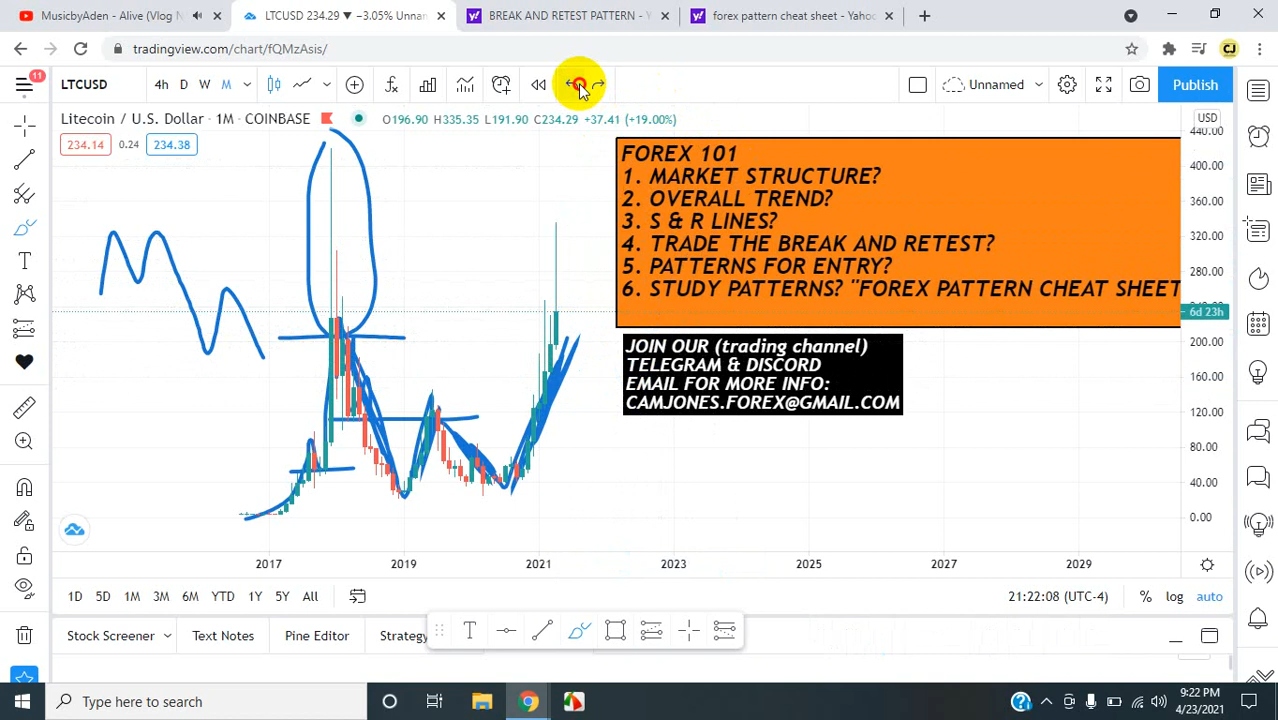 MusicbyAden - Alive (Vlog N
LTCUSD 234.29 ▼ −3.05% Unnan
BREAK AND RETEST PATTERN - Y
forex pattern cheat sheet - Yahoo
tradingview.com/chart/fQMzAsis/
CJ
11
LTCUSD
4h
D
W
M
Unnamed
Publish
Litecoin / U.S. Dollar · 1M · COINBASE
O196.90 H335.35 L191.90 C234.29 +37.41 (+19.00%)
USD
234.14
0.24
234.38
440.00
400.00
360.00
320.00
280.00
6d 23h
200.00
160.00
120.00
80.00
40.00
0.00
FOREX 101
1. MARKET STRUCTURE?
2. OVERALL TREND?
3. S & R LINES?
4. TRADE THE BREAK AND RETEST?
5. PATTERNS FOR ENTRY?
6. STUDY PATTERNS? "FOREX PATTERN CHEAT SHEET
JOIN OUR (trading channel)
TELEGRAM & DISCORD
EMAIL FOR MORE INFO:
CAMJONES.FOREX@GMAIL.COM
2017
2019
2021
2023
2025
2027
2029
1D 5D 1M 3M 6M YTD 1Y 5Y All
21:22:08 (UTC-4)
% log auto
Stock Screener
Text Notes
Pine Editor
Strategy
Type here to search
9:22 PM
4/23/2021